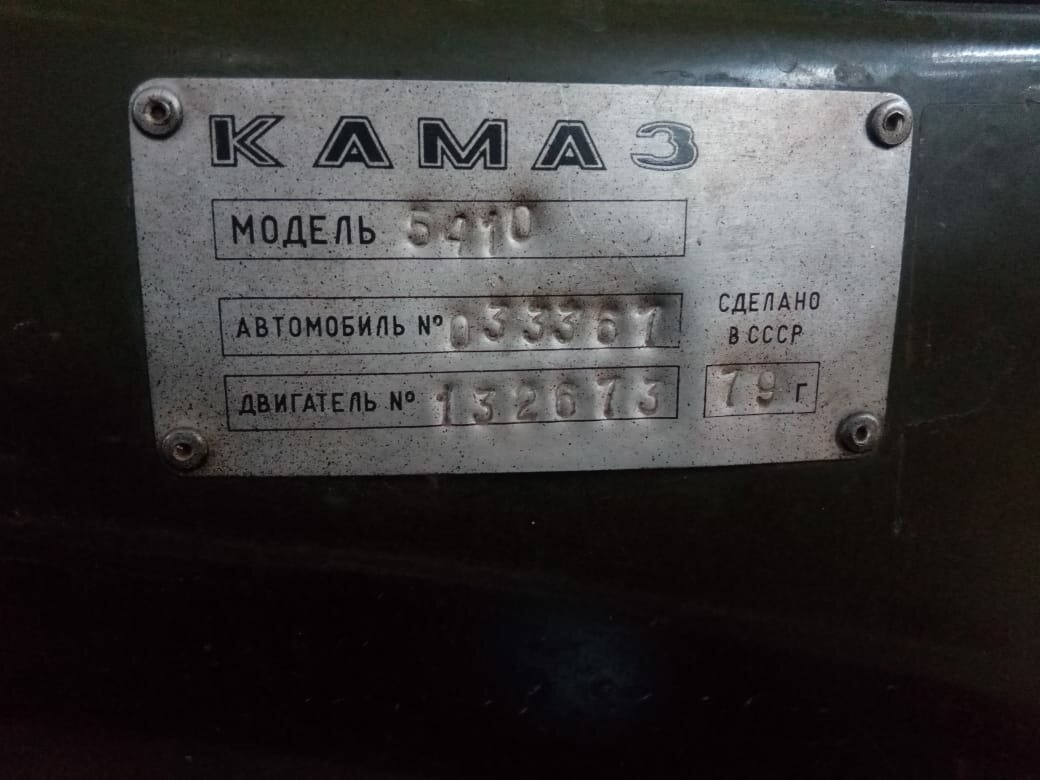 КАМАЗ
МОДЕЛЬ 5410
АВТОМОБИЛЬ № 033367
СДЕЛАНО
В СССР
ДВИГАТЕЛЬ № 132673
79 г